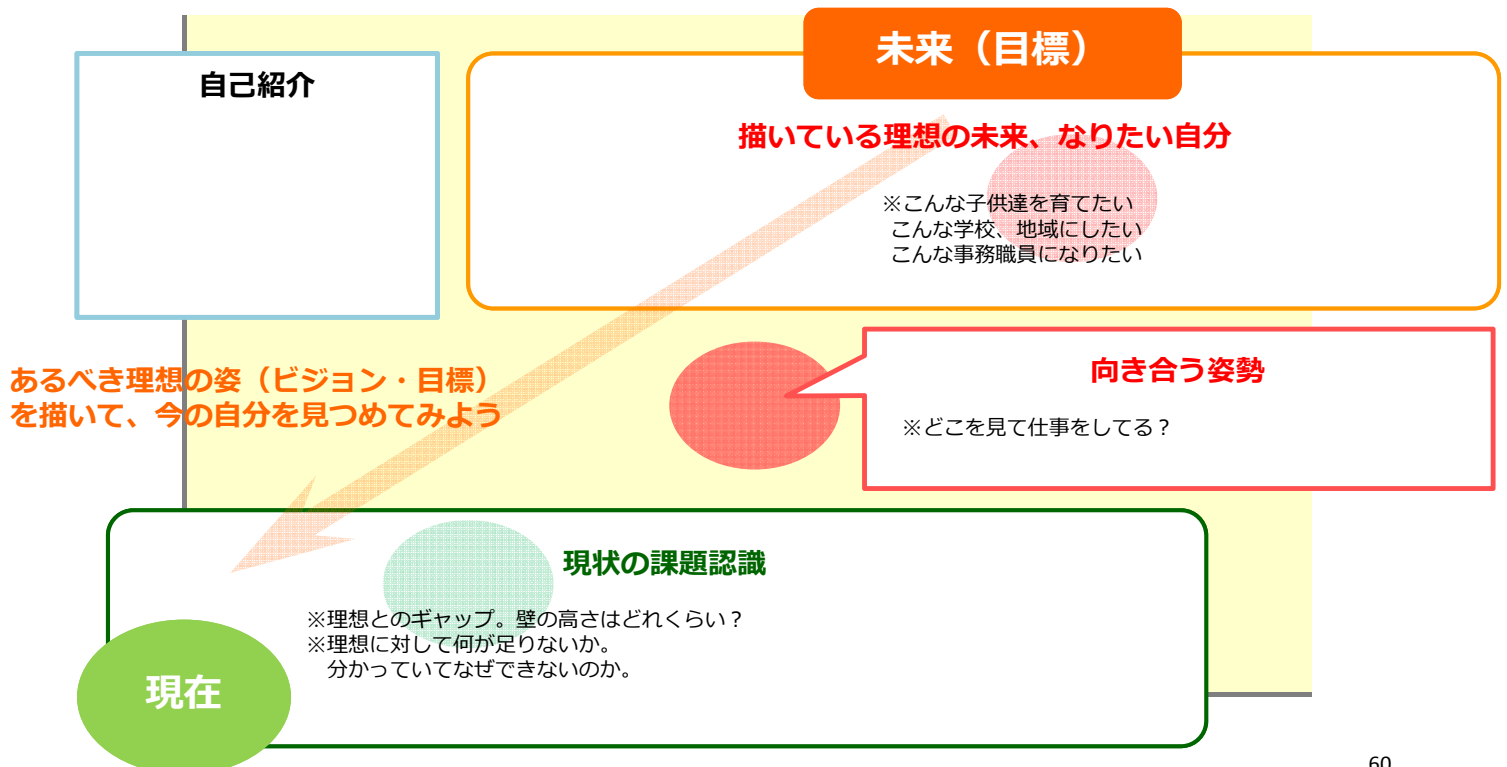 自己紹介
未来（目標）
描いている理想の未来、なりたい自分
※こんな子供達を育てたい
こんな学校、地域にしたい
こんな事務職員になりたい
あるべき理想の姿（ビジョン・目標）
を描いて、今の自分を見つめてみよう
向き合う姿勢
※どこを見て仕事をしてる？
現状の課題認識
※理想とのギャップ。壁の高さはどれくらい？
※理想に対して何が足りないか。
分かっていてなぜできないのか。
現在
60